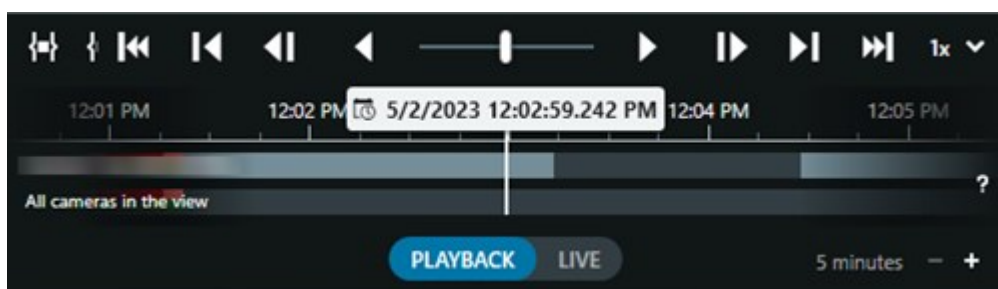 1x
12:01 PM 12:02 PM 5/2/2023 12:02:59.242 PM 12:04 PM 12:05 PM
?
All cameras in the view
PLAYBACK LIVE 5 minutes - +